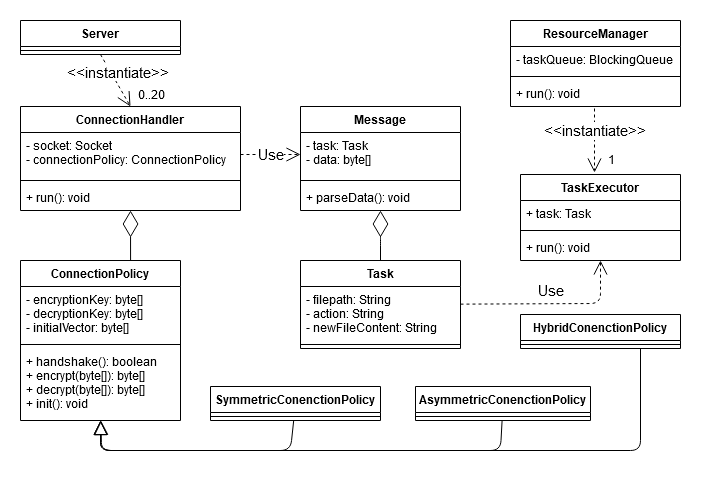 Server
<<instantiate>>
0..20
ConnectionHandler
- socket: Socket
- connectionPolicy: ConnectionPolicy
+ run(): void
Use
Message
- task: Task
- data: byte[]
+ parseData(): void
ResourceManager
- taskQueue: BlockingQueue
+ run(): void
<<instantiate>>
1
TaskExecutor
+ task: Task
+ run(): void
ConnectionPolicy
- encryptionKey: byte[]
- decryptionKey: byte[]
- initialVector: byte[]
+ handshake(): boolean
+ encrypt(byte[]): byte[]
+ decrypt(byte[]): byte[]
+ init(): void
Task
- filepath: String
- action: String
- newFileContent: String
Use
HybridConenctionPolicy
SymmetricConenctionPolicy
AsymmetricConenctionPolicy